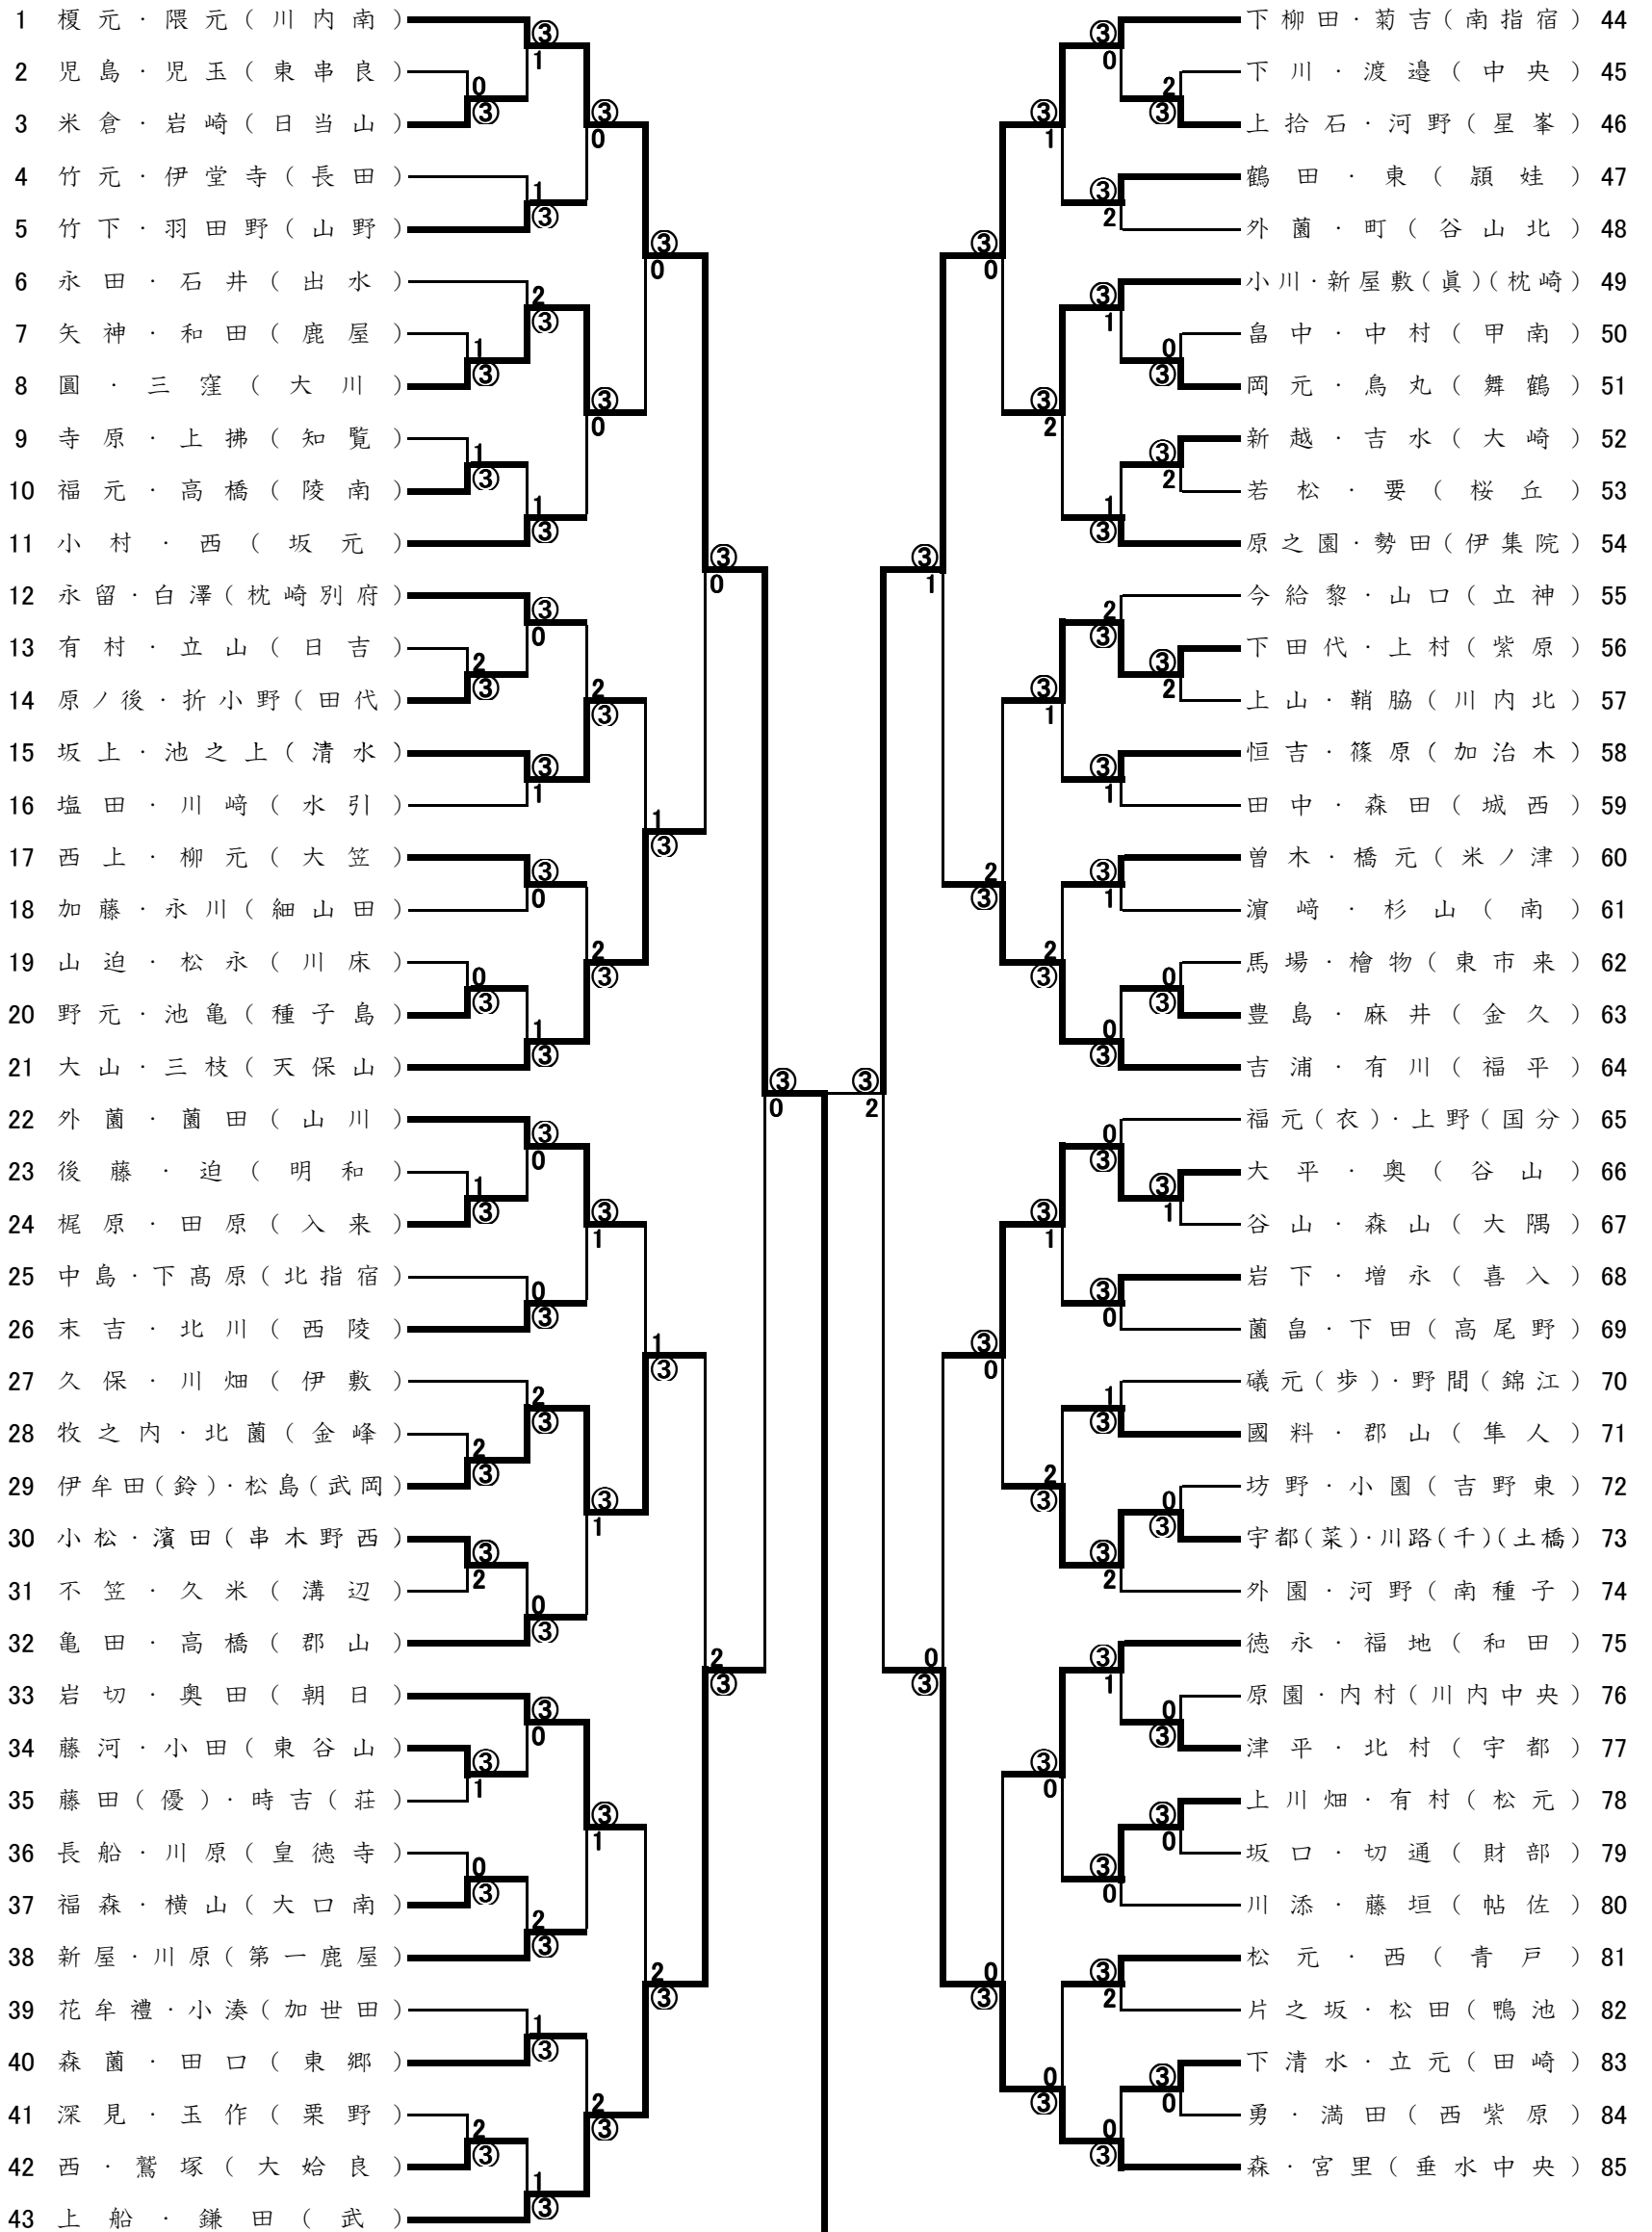 1 榎元・隈元(川内南)
2 児島・児玉(東串良)
3 米倉・岩崎(日当山)
4 竹元・伊堂寺(長田)
5 竹下・羽田野(山野)
6 永田・石井(出水)
7 矢神・和田(鹿屋)
8 圓・三窪(大川)
9 寺原・上拂(知覧)
10 福元・高橋(陵南)
11 小村・西(坂元)
12 永留・白澤(枕崎別府)
13 有村・立山(日吉)
14 原ノ後・折小野(田代)
15 坂上・池之上(清水)
16 塩田・川﨑(水引)
17 西上・柳元(大笠)
18 加藤・永川(細山田)
19 山迫・松永(川床)
20 野元・池亀(種子島)
21 大山・三枝(天保山)
22 外薗・薗田(山川)
23 後藤・迫(明和)
24 梶原・田原(入来)
25 中島・下髙原(北指宿)
26 末吉・北川(西陵)
27 久保・川畑(伊敷)
28 牧之内・北薗(金峰)
29 伊牟田(鈴)・松島(武岡)
30 小松・濱田(串木野西)
31 不笠・久米(溝辺)
32 亀田・高橋(郡山)
33 岩切・奥田(朝日)
34 藤河・小田(東谷山)
35 藤田(優)・時吉(荘)
36 長船・川原(皇徳寺)
37 福森・横山(大口南)
38 新屋・川原(第一鹿屋)
39 花牟禮・小湊(加世田)
40 森薗・田口(東郷)
41 深見・玉作(栗野)
42 西・鷲塚(大姶良)
43 上船・鎌田(武)
下柳田・菊吉(南指宿) 44
下川・渡邉(中央) 45
上拾石・河野(星峯) 46
鶴田・東(頴娃) 47
外薗・町(谷山北) 48
小川・新屋敷(眞)(枕崎) 49
畠中・中村(甲南) 50
岡元・鳥丸(舞鶴) 51
新越・吉水(大崎) 52
若松・要(桜丘) 53
原之園・勢田(伊集院) 54
今給黎・山口(立神) 55
下田代・上村(紫原) 56
上山・鞘脇(川内北) 57
恒吉・篠原(加治木) 58
田中・森田(城西) 59
曽木・橋元(米ノ津) 60
濵﨑・杉山(南) 61
馬場・檜物(東市来) 62
豊島・麻井(金久) 63
吉浦・有川(福平) 64
福元(衣)・上野(国分) 65
大平・奥(谷山) 66
谷山・森山(大隅) 67
岩下・増永(喜入) 68
薗畠・下田(高尾野) 69
礒元(歩)・野間(錦江) 70
國料・郡山(隼人) 71
坊野・小園(吉野東) 72
宇都(菜)・川路(千)(土橋) 73
外園・河野(南種子) 74
徳永・福地(和田) 75
原園・内村(川内中央) 76
津平・北村(宇都) 77
上川畑・有村(松元) 78
坂口・切通(財部) 79
川添・藤垣(帖佐) 80
松元・西(青戸) 81
片之坂・松田(鴨池) 82
下清水・立元(田崎) 83
勇・満田(西紫原) 84
森・宮里(垂水中央) 85